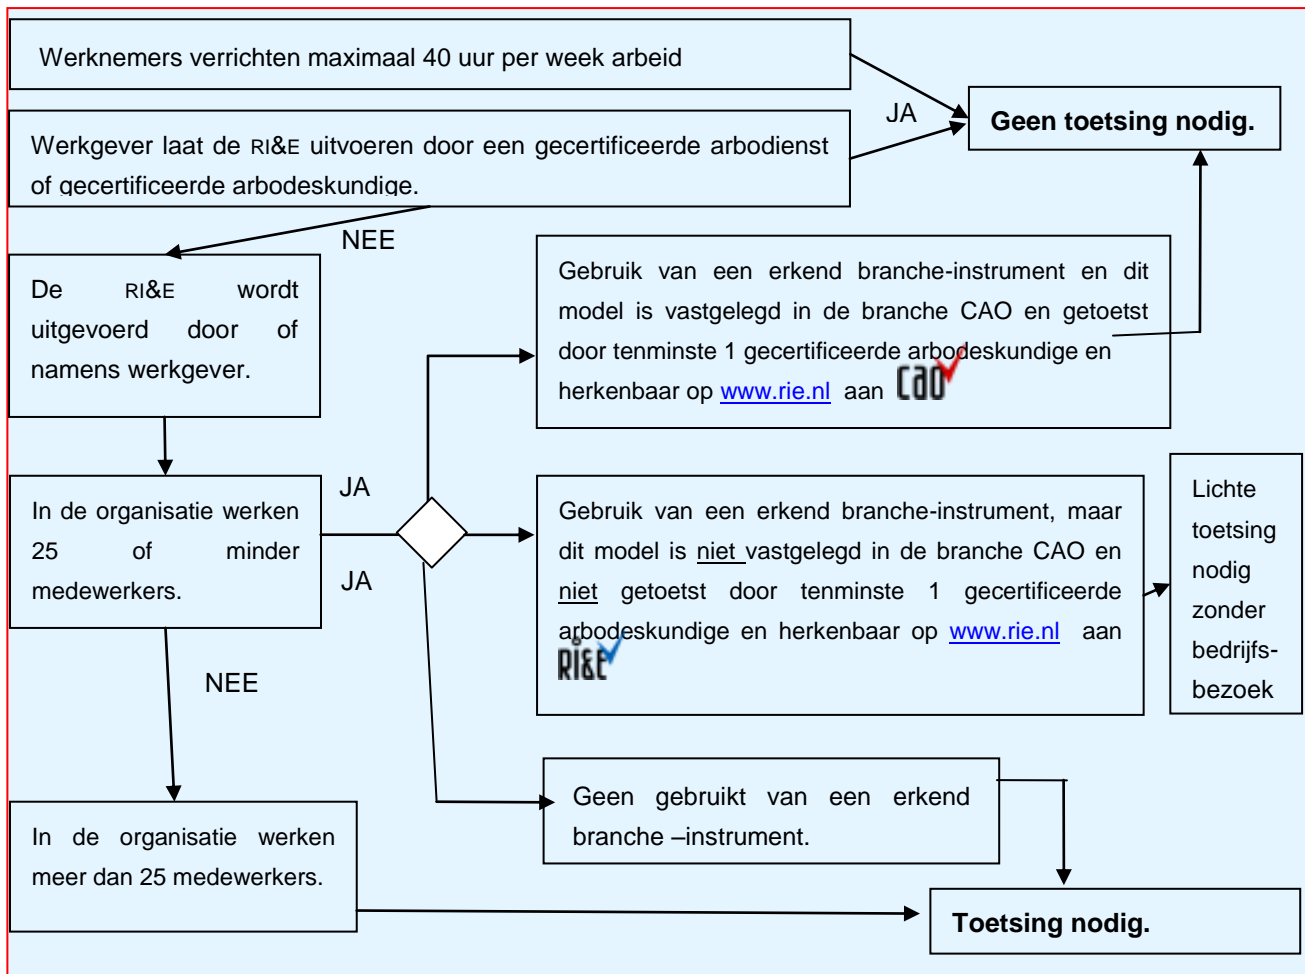 Werknemers verrichten maximaal 40 uur per week arbeid
JA
Geen toetsing nodig.
Werkgever laat de RI&E uitvoeren door een gecertificeerde arbodienst
of gecertificeerde arbodeskundige.
NEE
De RI&E wordt
uitgevoerd door of
namens werkgever.
Gebruik van een erkend branche-instrument en dit
model is vastgelegd in de branche CAO en getoetst
door tenminste 1 gecertificeerde arbodeskundige en
herkenbaar op www.rie.nl aan cao
In de organisatie werken
25 of minder
medewerkers.
JA
JA
Gebruik van een erkend branche-instrument, maar
dit model is niet vastgelegd in de branche CAO en
niet getoetst door tenminste 1 gecertificeerde
arbodeskundige en herkenbaar op www.rie.nl aan
RI&E
Lichte
toetsing
nodig
zonder
bedrijfs-
bezoek
NEE
Geen gebruikt van een erkend
branche –instrument.
In de organisatie werken
meer dan 25 medewerkers.
Toetsing nodig.